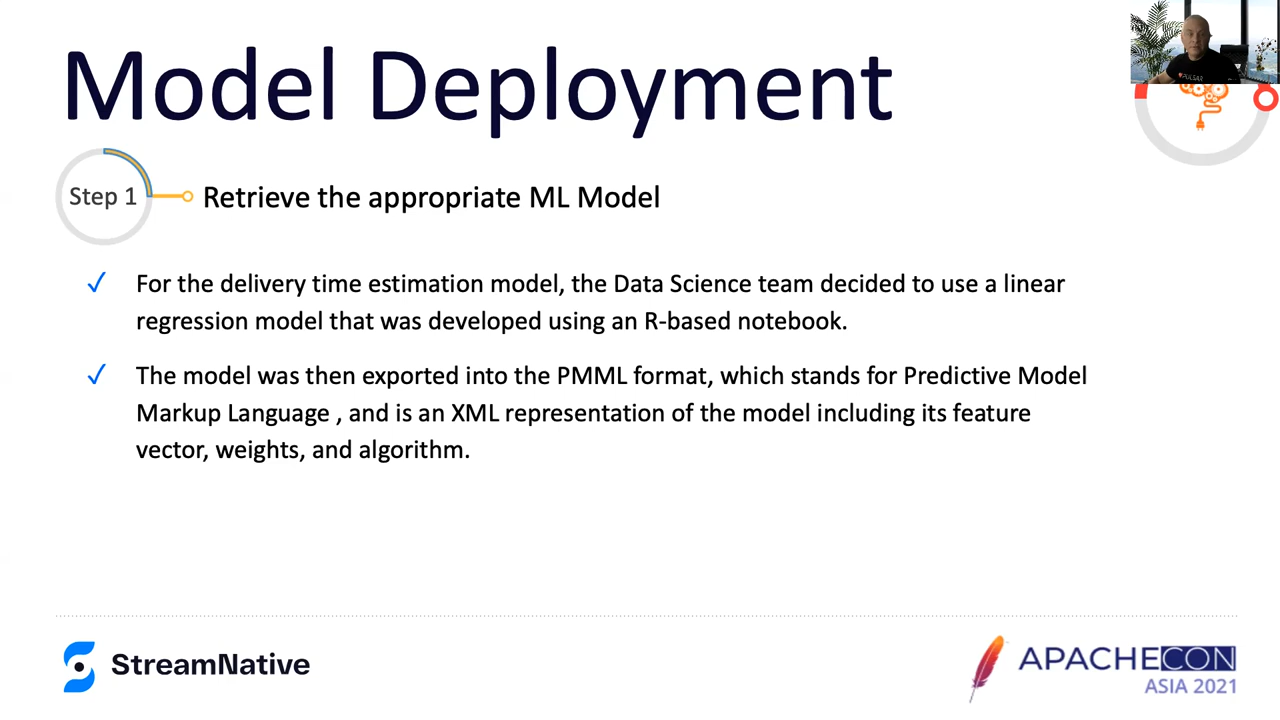 Model Deployment
Step 1
Retrieve the appropriate ML Model
✓ For the delivery time estimation model, the Data Science team decided to use a linear
regression model that was developed using an R-based notebook.
✓ The model was then exported into the PMML format, which stands for Predictive Model
Markup Language , and is an XML representation of the model including its feature
vector, weights, and algorithm.
PULSAR
StreamNative
APACHECON
ASIA 2021